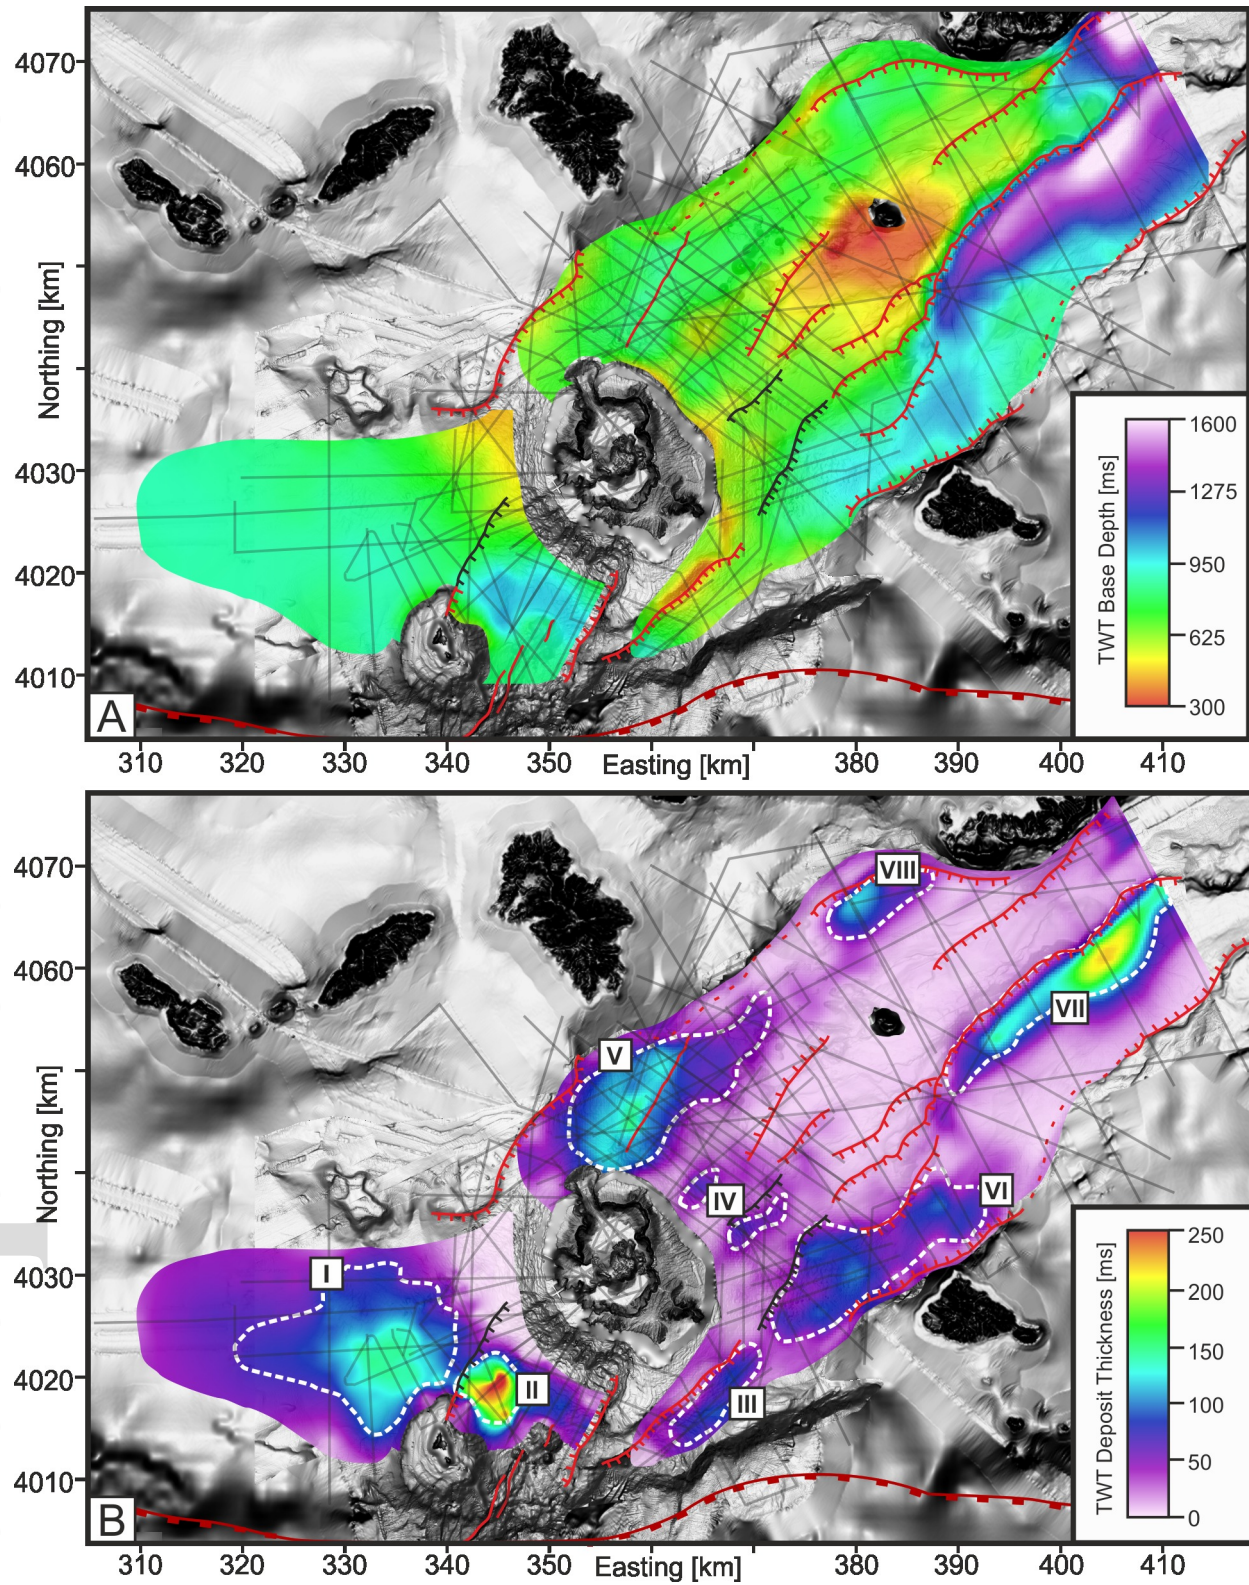 4070
4060
Northing [km]
4030
4020
4010
A
TWT Base Depth [ms]
1600
1275
950
625
300
310 320 330 340 350 Easting [km] 380 390 400 410
4070
4060
Northing [km]
4030
4020
4010
B
VIII
VII
V
IV
VI
I
II
III
TWT Deposit Thickness [ms]
250
200
150
100
50
0
310 320 330 340 350 Easting [km] 380 390 400 410